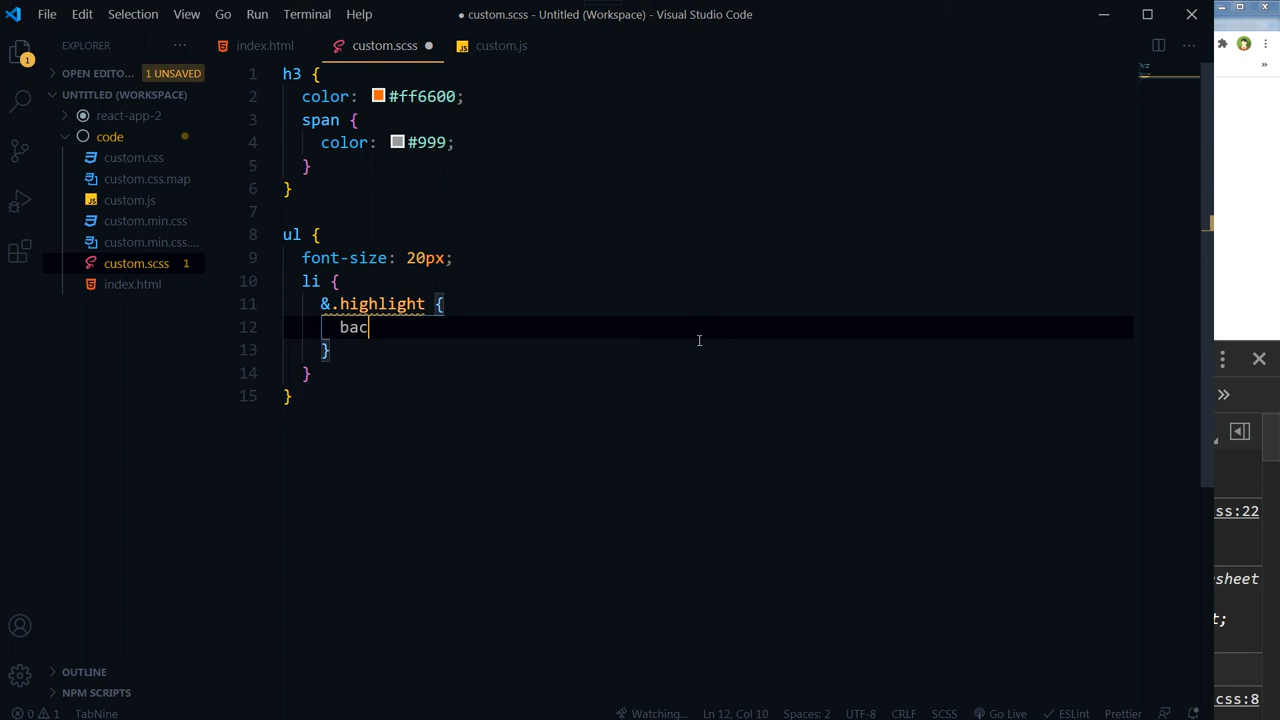 File Edit Selection View Go Run Terminal Help
● custom.scss - Untitled (Workspace) - Visual Studio Code
EXPLORER ···
index.html
custom.scss
JS custom.js
OPEN EDITO... 1 UNSAVED
UNTITLED (WORKSPACE)
react-app-2
code
custom.css
custom.css.map
JS custom.js
custom.min.css
custom.min.css....
custom.scss 1
index.html
1 h3 {
2 color: #ff6600;
3 span {
4 color: #999;
5 }
6 }
7
8 ul {
9 font-size: 20px;
10 li {
11 &.highlight {
12 bac
13 }
14 }
15 }
ss:22
esheet
t;
css:8
OUTLINE
NPM SCRIPTS
0 1 TabNine
Watching... Ln 12, Col 10 Spaces: 2 UTF-8 CRLF SCSS Go Live ESLint Prettier